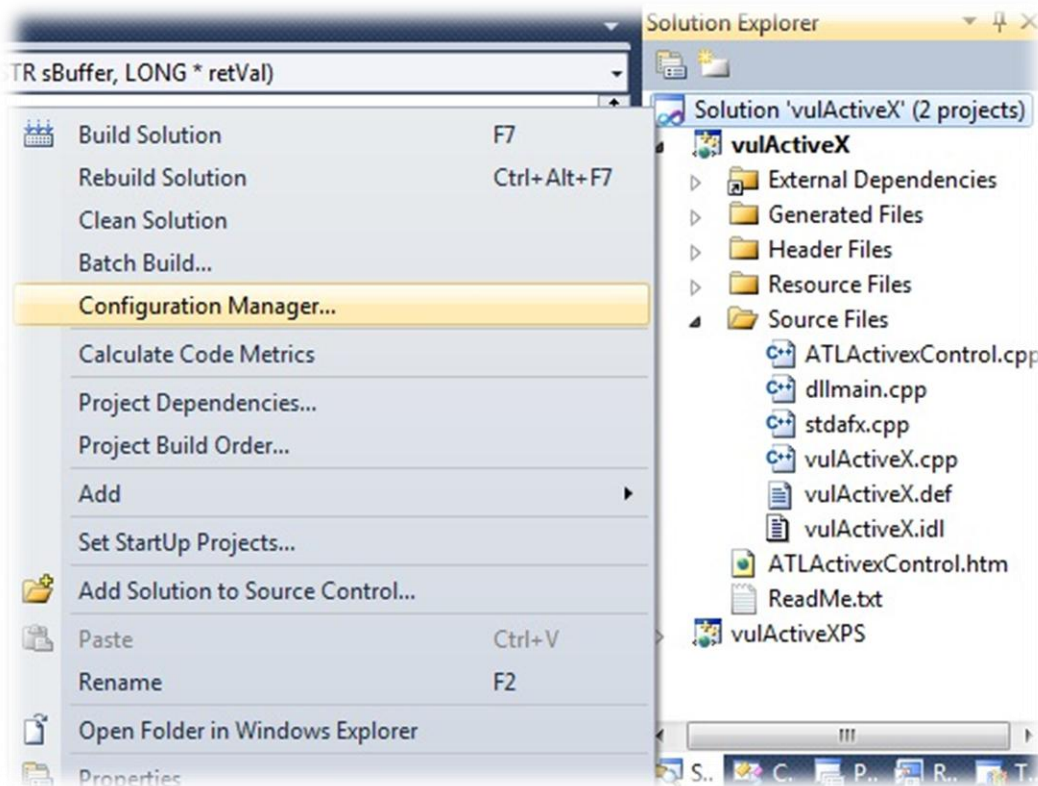 TR sBuffer, LONG * retVal)
Build Solution F7
Rebuild Solution Ctrl+Alt+F7
Clean Solution
Batch Build...
Configuration Manager...
Calculate Code Metrics
Project Dependencies...
Project Build Order...
Add
Set StartUp Projects...
Add Solution to Source Control...
Paste Ctrl+V
Rename F2
Open Folder in Windows Explorer
Properties
Solution Explorer
Solution 'vulActiveX' (2 projects)
vulActiveX
External Dependencies
Generated Files
Header Files
Resource Files
Source Files
ATLActivexControl.cpp
dllmain.cpp
stdafx.cpp
vulActiveX.cpp
vulActiveX.def
vulActiveX.idl
ATLActivexControl.htm
ReadMe.txt
vulActiveXPS
S.. C. P.. R.. T.